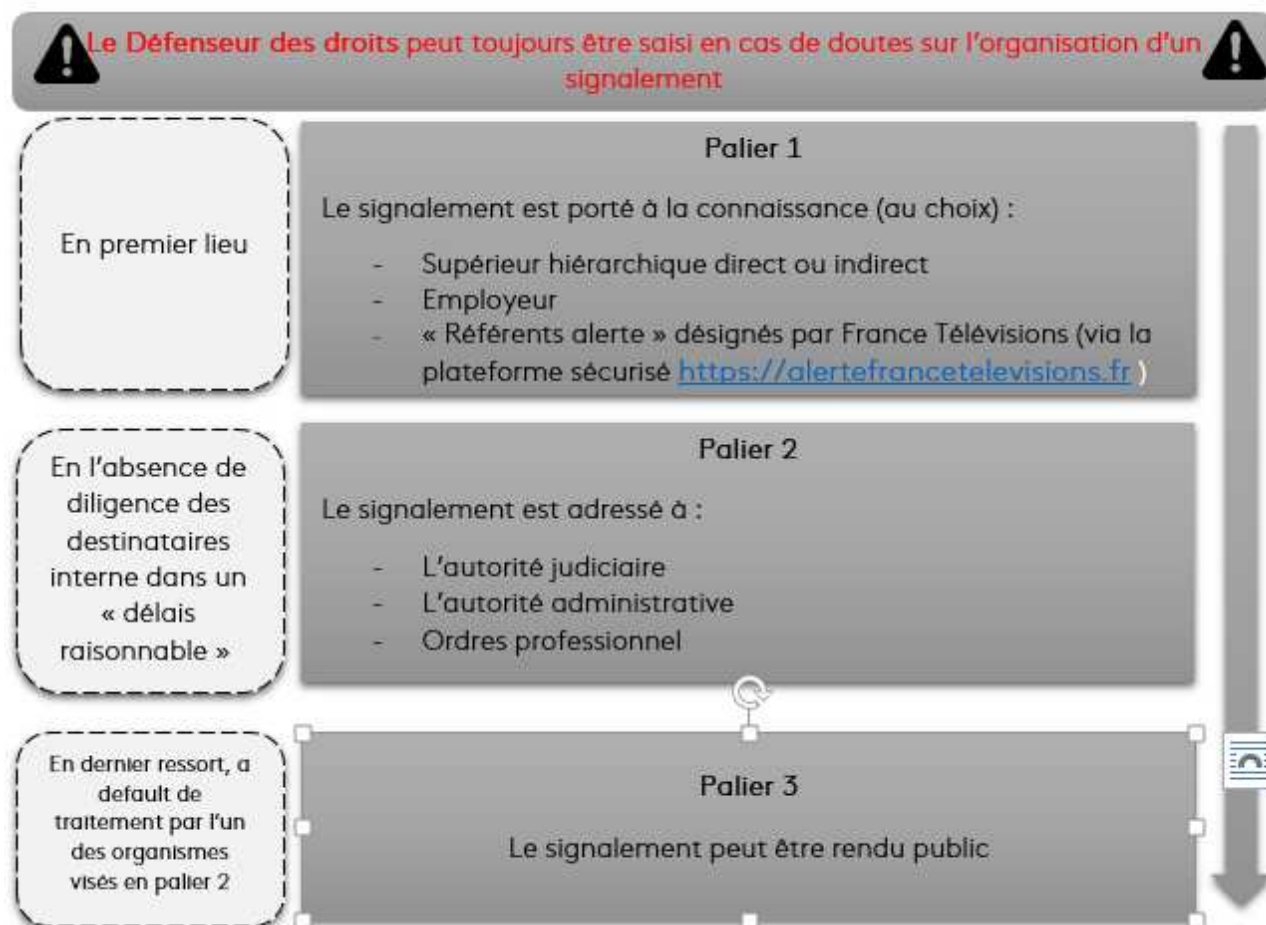 Le Défenseur des droits peut toujours être saisi en cas de doutes sur l'organisation d'un
signalement
En premier lieu
Palier 1
Le signalement est porté à la connaissance (au choix) :
- Supérieur hiérarchique direct ou indirect
- Employeur
- « Référents alerte » désignés par France Télévisions (via la
plateforme sécurisé https://alertefrancetelevisions.fr )
En l'absence de
diligence des
destinataires
interne dans un
« délais
raisonnable »
Palier 2
Le signalement est adressé à :
- L'autorité judiciaire
- L'autorité administrative
- Ordres professionnel
En dernier ressort, a
default de
traitement par l'un
des organismes
visés en palier 2
Palier 3
Le signalement peut être rendu public